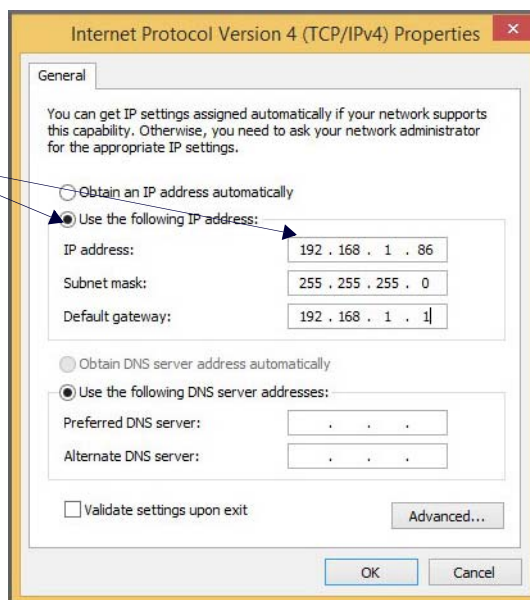 Internet Protocol Version 4 (TCP/IPv4) Properties
General
You can get IP settings assigned automatically if your network supports
this capability. Otherwise, you need to ask your network administrator
for the appropriate IP settings.
Obtain an IP address automatically
Use the following IP address:
IP address: 192 . 168 . 1 . 86
Subnet mask: 255 . 255 . 255 . 0
Default gateway: 192 . 168 . 1 . 1
Obtain DNS server address automatically
Use the following DNS server addresses:
Preferred DNS server: . . .
Alternate DNS server: . . .
Validate settings upon exit
Advanced...
OK Cancel